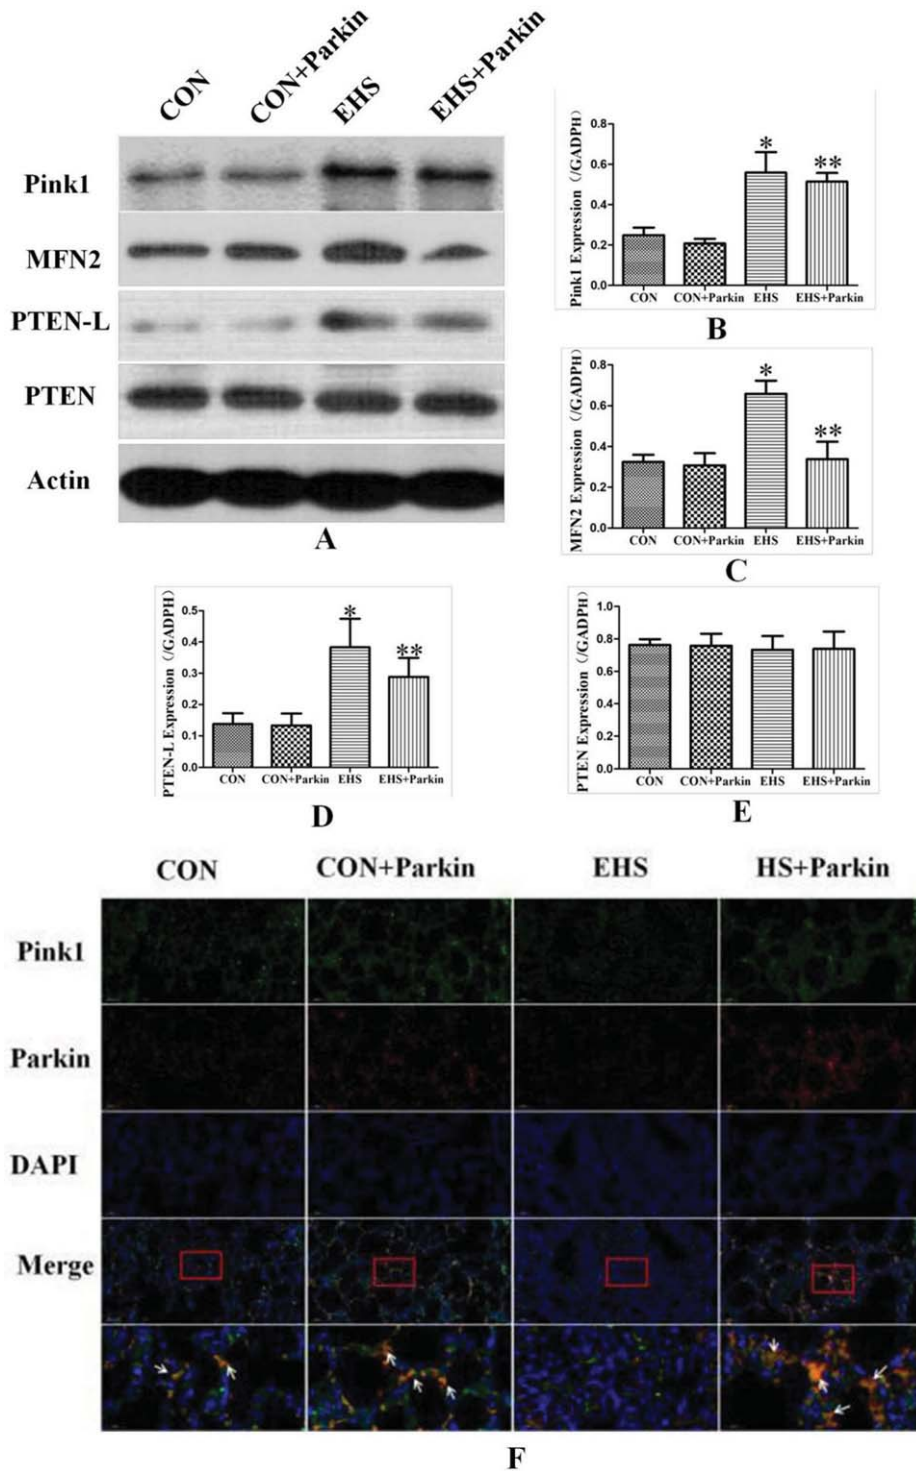 CON CON+Parkin EHS EHS+Parkin
Pink1
MFN2
PTEN-L
PTEN
Actin
A
Pink1 Expression (/GADPH)
0.8
0.6
0.4
0.2
0.0
* **
CON CON+Parkin EHS EHS+Parkin
B
MFN2 Expression (/GADPH)
0.8
0.6
0.4
0.2
0.0
* **
CON CON+Parkin EHS EHS+Parkin
C
PTEN-L Expression (/GADPH)
0.5
0.4
0.3
0.2
0.1
0.0
* **
CON CON+Parkin EHS EHS+Parkin
D
PTEN Expression (/GADPH)
1.0
0.8
0.6
0.4
0.2
0.0
CON CON+Parkin EHS EHS+Parkin
E
CON CON+Parkin EHS HS+Parkin
Pink1
Parkin
DAPI
Merge
F